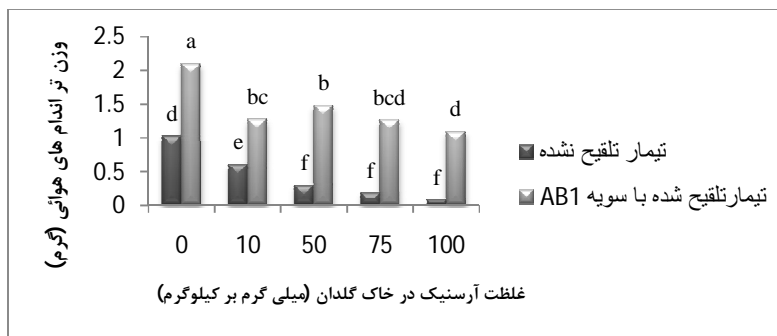 وزن تر اندام های هوائی (گرم)
2.5
2
1.5
1
0.5
0
a
d
bc
e
b
f
bcd
f
d
f
0 10 50 75 100
غلظت آرسنیک در خاک گلدان (میلی گرم بر کیلوگرم)
تیمار تلقیح نشده
تیمارتلقیح شده با سویه AB1